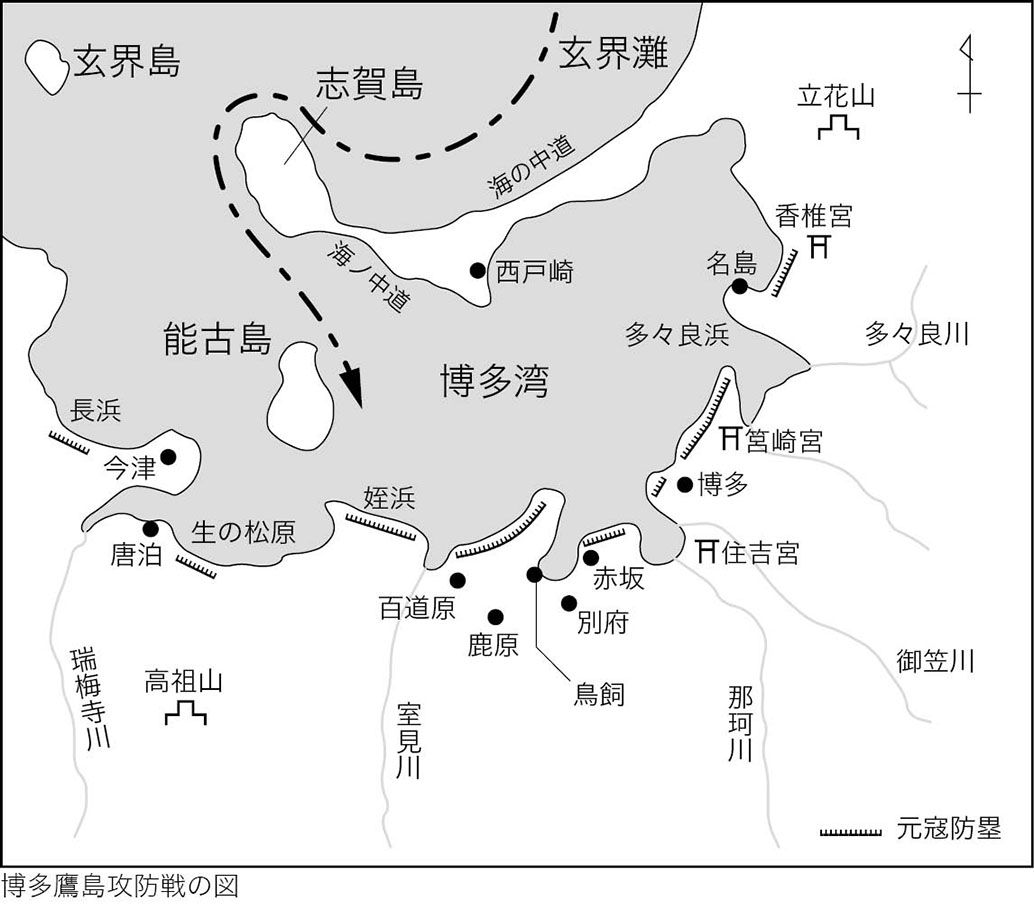 玄界島
志賀島
玄界灘
立花山
海の中道
香椎宮
海ノ中道
西戸崎
名島
能古島
多々良浜
多々良川
博多湾
長浜
筥崎宮
今津
博多
姪浜
生の松原
唐泊
住吉宮
赤坂
百道原
別府
鹿原
鳥飼
御笠川
瑞梅寺川
高祖山
室見川
那珂川
元寇防塁
博多鷹島攻防戦の図